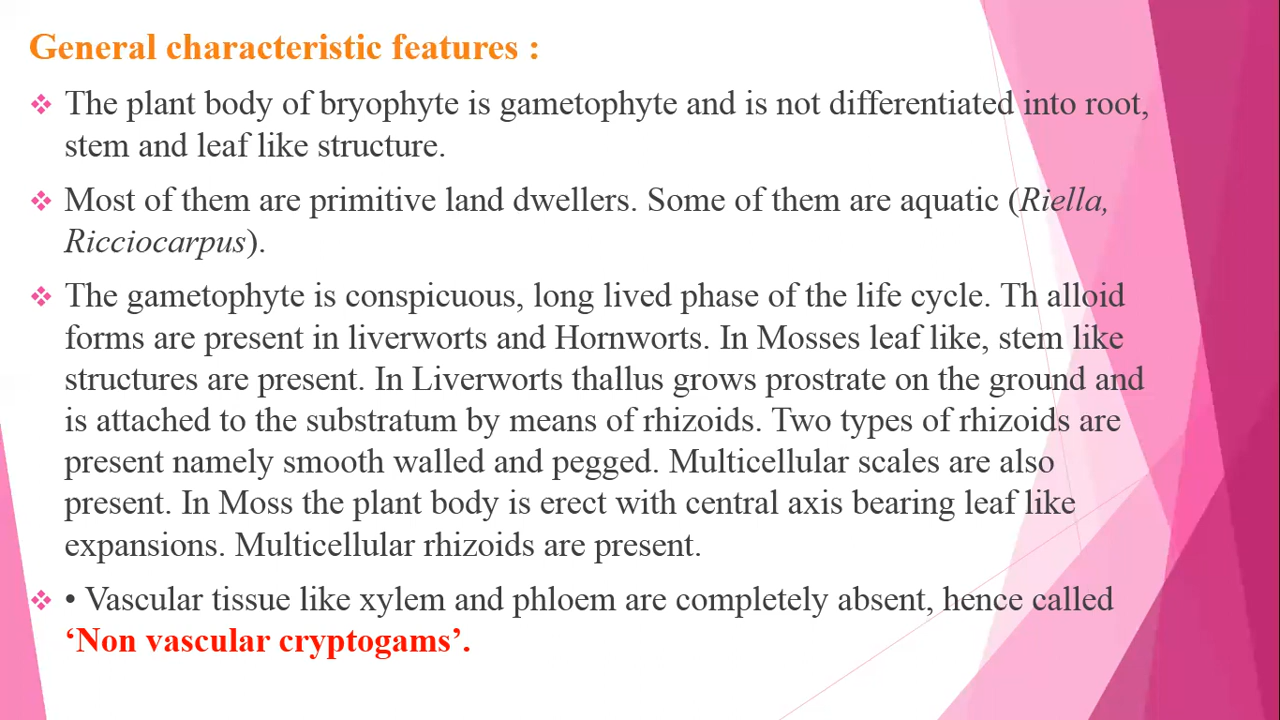 General characteristic features :
❖ The plant body of bryophyte is gametophyte and is not differentiated into root,
stem and leaf like structure.
❖ Most of them are primitive land dwellers. Some of them are aquatic (Riella,
Ricciocarpus).
❖ The gametophyte is conspicuous, long lived phase of the life cycle. Th alloid
forms are present in liverworts and Hornworts. In Mosses leaf like, stem like
structures are present. In Liverworts thallus grows prostrate on the ground and
is attached to the substratum by means of rhizoids. Two types of rhizoids are
present namely smooth walled and pegged. Multicellular scales are also
present. In Moss the plant body is erect with central axis bearing leaf like
expansions. Multicellular rhizoids are present.
❖ • Vascular tissue like xylem and phloem are completely absent, hence called
‘Non vascular cryptogams’.